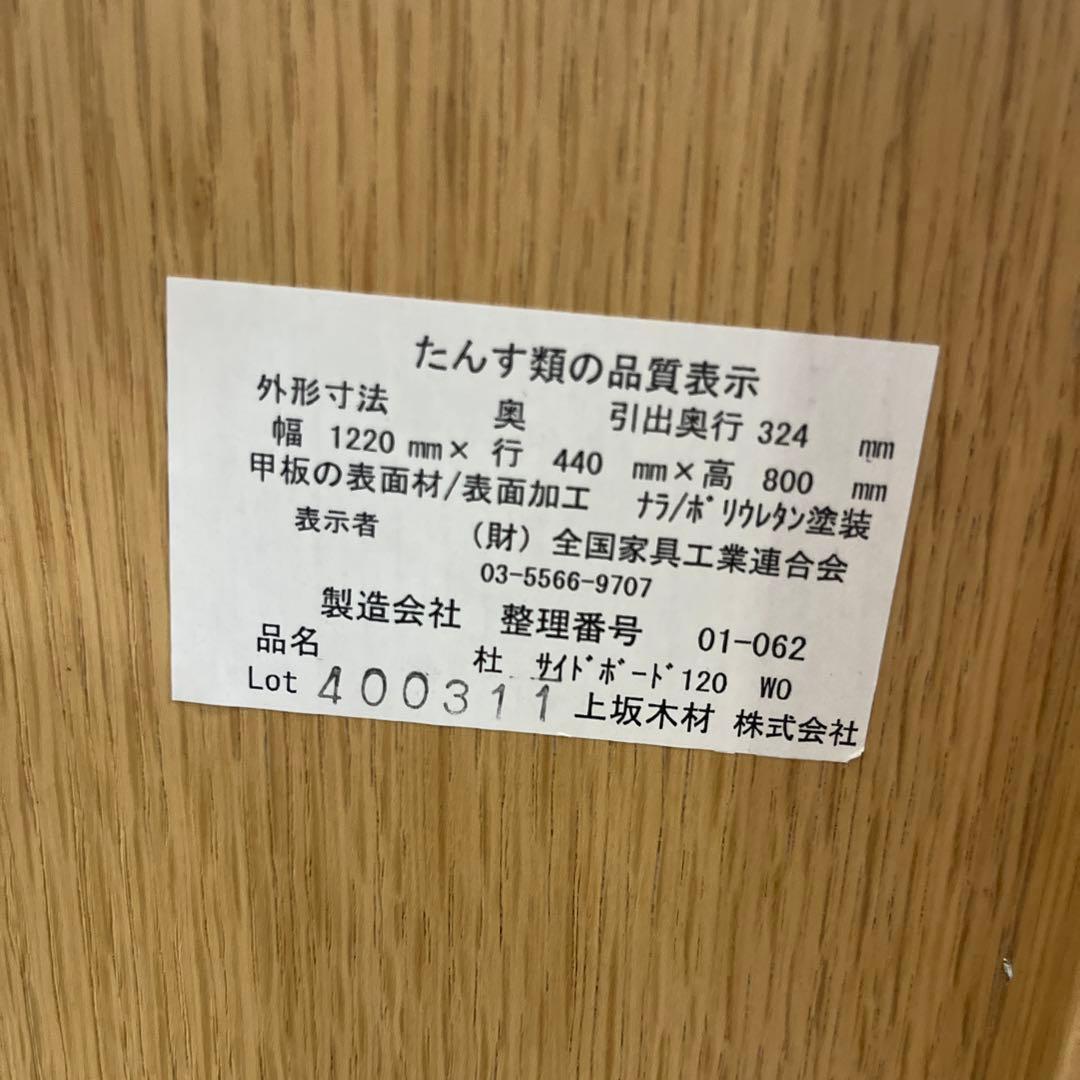 たんす類の品質表示
外形寸法 奥 引出奥行 324 mm
幅 1220 mm× 行 440 mm×高 800 mm
甲板の表面材/表面加工 ﾅﾗ/ﾎﾟﾘｳﾚﾀﾝ塗装
表示者 (財) 全国家具工業連合会
03-5566-9707
製造会社 整理番号 01-062
品名 杜 ｻｲﾄﾞﾎﾞｰﾄﾞ120 WO
Lot 400311 上坂木材 株式会社